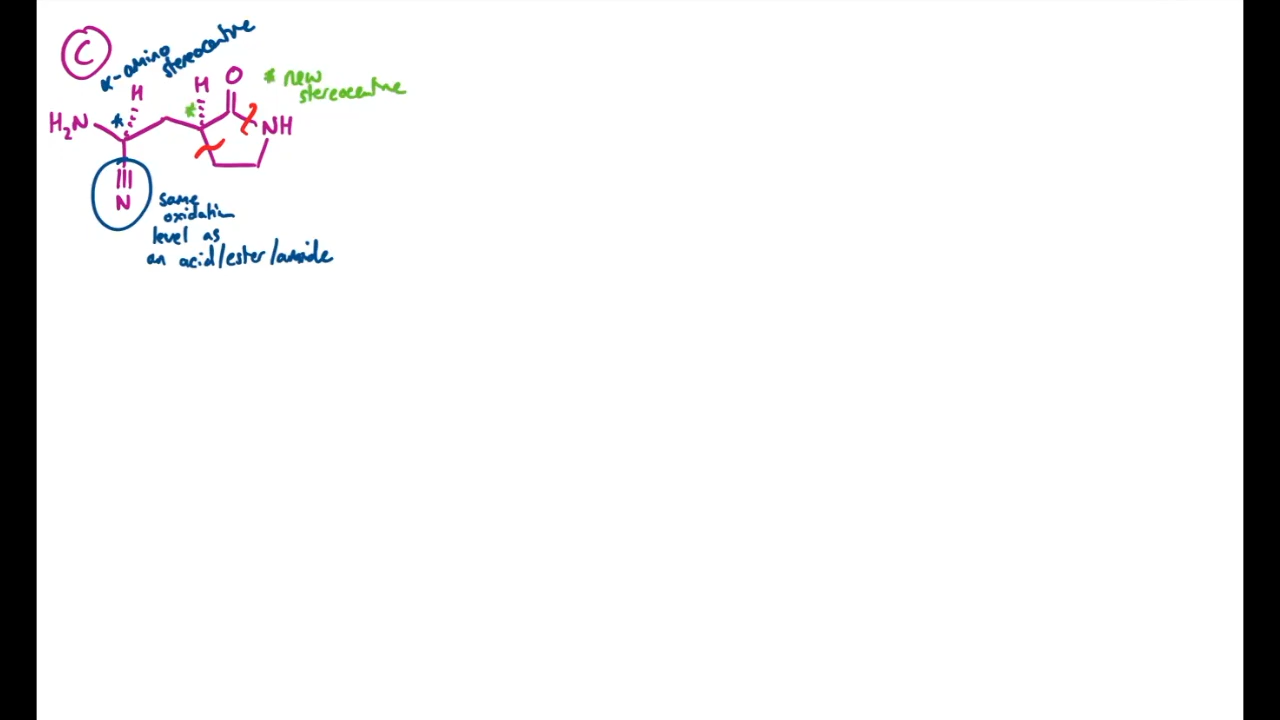 C
α-amino
stereocentre
H
H
O
* new
stereocentre
*
*
H₂N
NH
N
same
oxidation
level as
an acid/ester/amide